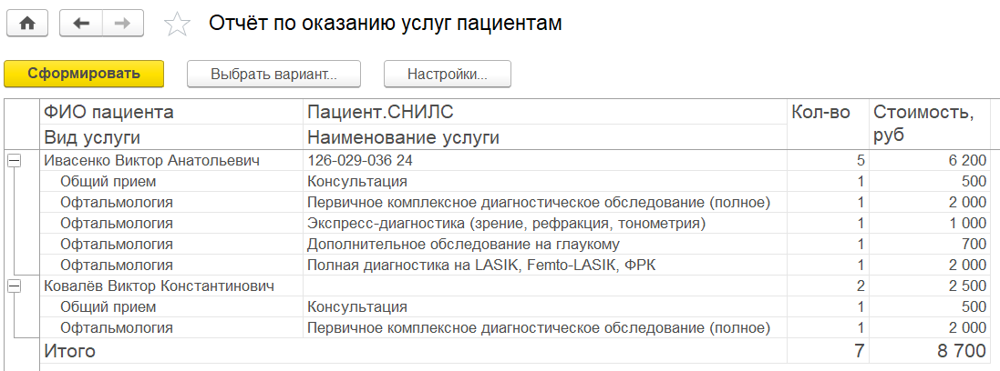 Отчёт по оказанию услуг пациентам
Сформировать Выбрать вариант... Настройки...
ФИО пациента Пациент.СНИЛС Кол-во Стоимость,
Вид услуги Наименование услуги руб
Ивасенко Виктор Анатольевич 126-029-036 24 5 6 200
Общий прием Консультация 1 500
Офтальмология Первичное комплексное диагностическое обследование (полное) 1 2 000
Офтальмология Экспресс-диагностика (зрение, рефракция, тонометрия) 1 1 000
Офтальмология Дополнительное обследование на глаукому 1 700
Офтальмология Полная диагностика на LASIK, Femto-LASIК, ФРК 1 2 000
Ковалёв Виктор Константинович 2 2 500
Общий прием Консультация 1 500
Офтальмология Первичное комплексное диагностическое обследование (полное) 1 2 000
Итого 7 8 700